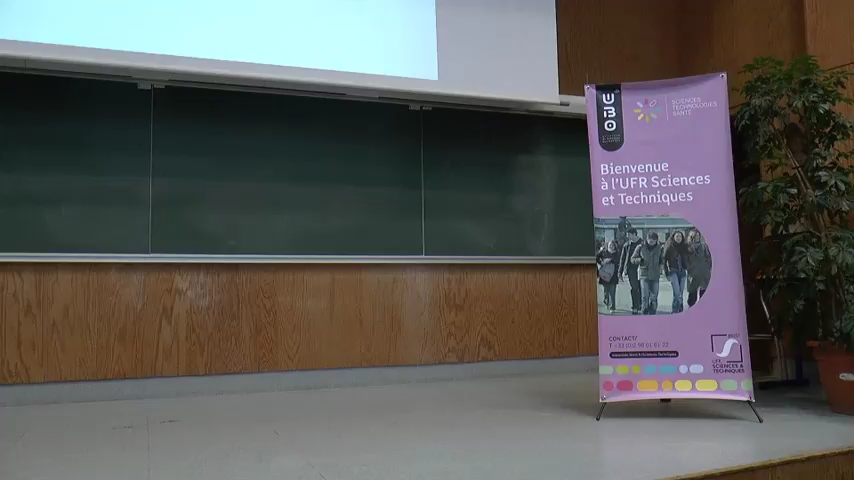 UBO
SCIENCES
TECHNOLOGIES
SANTÉ
Bienvenue
à l'UFR Sciences
et Techniques
CONTACT/
UFR
SCIENCES &
TECHNIQUES